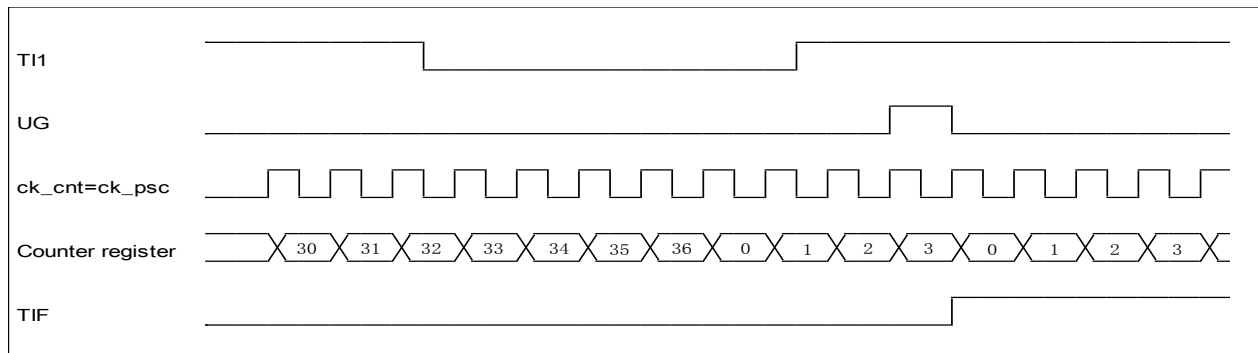 TI1
UG
ck_cnt=ck_psc
Counter register 30 31 32 33 34 35 36 0 1 2 3 0 1 2 3
TIF